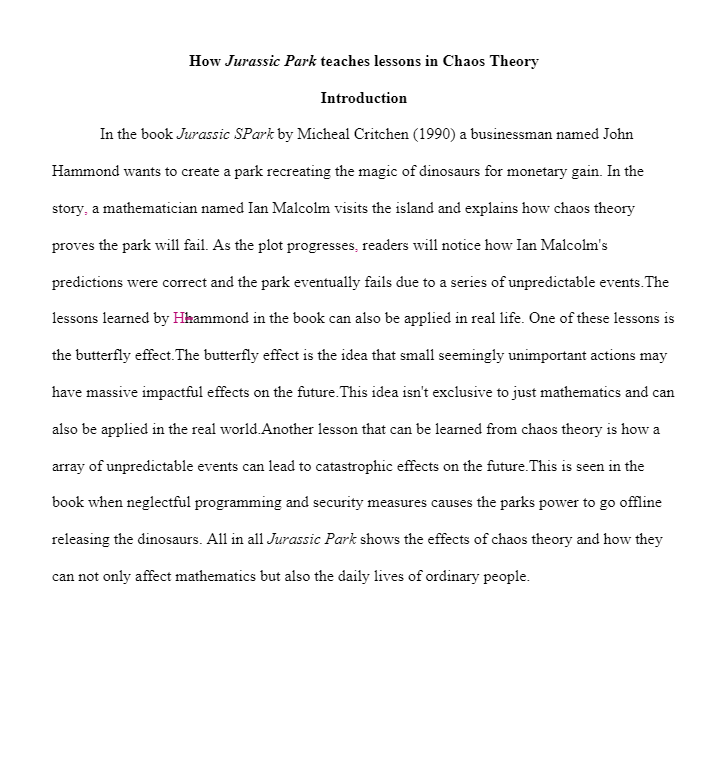 How Jurassic Park teaches lessons in Chaos Theory
Introduction
In the book Jurassic SPark by Micheal Critchen (1990) a businessman named John
Hammond wants to create a park recreating the magic of dinosaurs for monetary gain. In the
story, a mathematician named Ian Malcolm visits the island and explains how chaos theory
proves the park will fail. As the plot progresses, readers will notice how Ian Malcolm's
predictions were correct and the park eventually fails due to a series of unpredictable events.The
lessons learned by Hhammond in the book can also be applied in real life. One of these lessons is
the butterfly effect.The butterfly effect is the idea that small seemingly unimportant actions may
have massive impactful effects on the future.This idea isn't exclusive to just mathematics and can
also be applied in the real world.Another lesson that can be learned from chaos theory is how a
array of unpredictable events can lead to catastrophic effects on the future.This is seen in the
book when neglectful programming and security measures causes the parks power to go offline
releasing the dinosaurs. All in all Jurassic Park shows the effects of chaos theory and how they
can not only affect mathematics but also the daily lives of ordinary people.